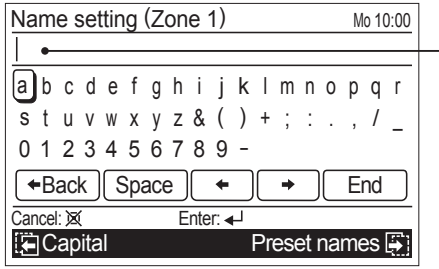 Name setting (Zone 1) Mo 10:00
a b c d e f g h i j k l m n o p q r
s t u v w x y z & ( ) + ; : . , / _
0 1 2 3 4 5 6 7 8 9 -
←Back Space ← → End
Cancel: Enter: ↵
Capital Preset names